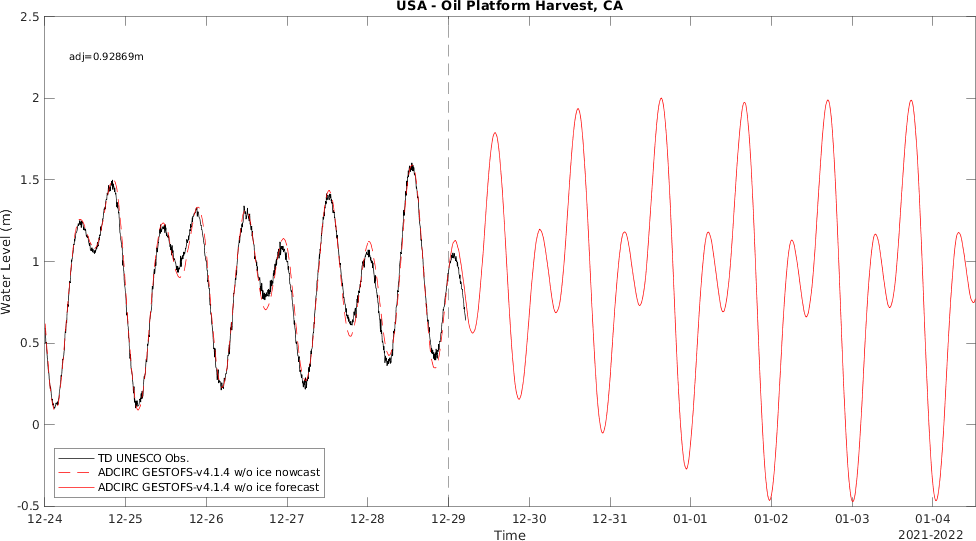 USA - Oil Platform Harvest, CA
2.5
adj=0.92869m
2
1.5
1
0.5
0
-0.5
Water Level (m)
TD UNESCO Obs.
ADCIRC GESTOFS-v4.1.4 w/o ice nowcast
ADCIRC GESTOFS-v4.1.4 w/o ice forecast
12-24 12-25 12-26 12-27 12-28 12-29 12-30 12-31 01-01 01-02 01-03 01-04
Time
2021-2022